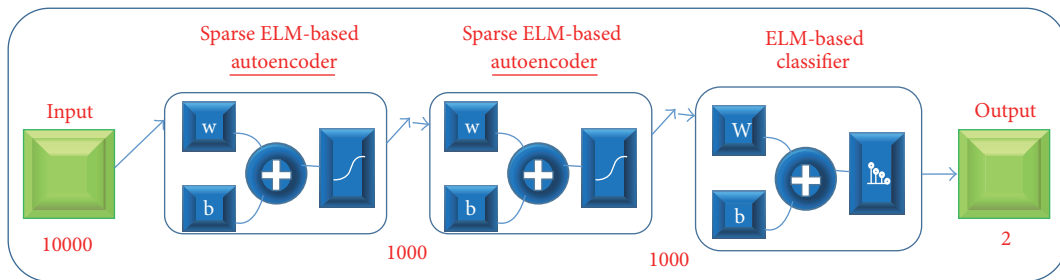 Sparse ELM-based
autoencoder
Sparse ELM-based
autoencoder
ELM-based
classifier
Input
Output
w
w
W
b
b
b
10000
1000
1000
2